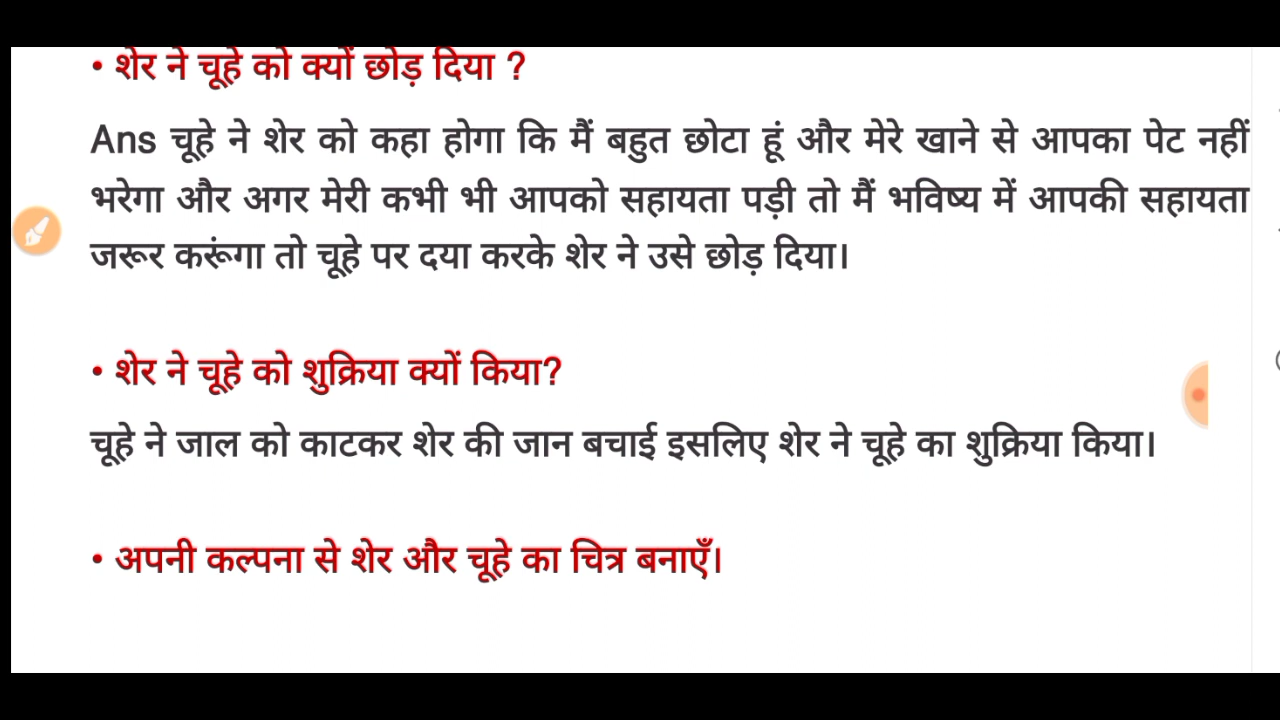 • शेर ने चूहे को क्यों छोड़ दिया ?
Ans चूहे ने शेर को कहा होगा कि मैं बहुत छोटा हूं और मेरे खाने से आपका पेट नहीं
भरेगा और अगर मेरी कभी भी आपको सहायता पड़ी तो मैं भविष्य में आपकी सहायता
जरूर करूंगा तो चूहे पर दया करके शेर ने उसे छोड़ दिया।
• शेर ने चूहे को शुक्रिया क्यों किया?
चूहे ने जाल को काटकर शेर की जान बचाई इसलिए शेर ने चूहे का शुक्रिया किया।
• अपनी कल्पना से शेर और चूहे का चित्र बनाएँ।